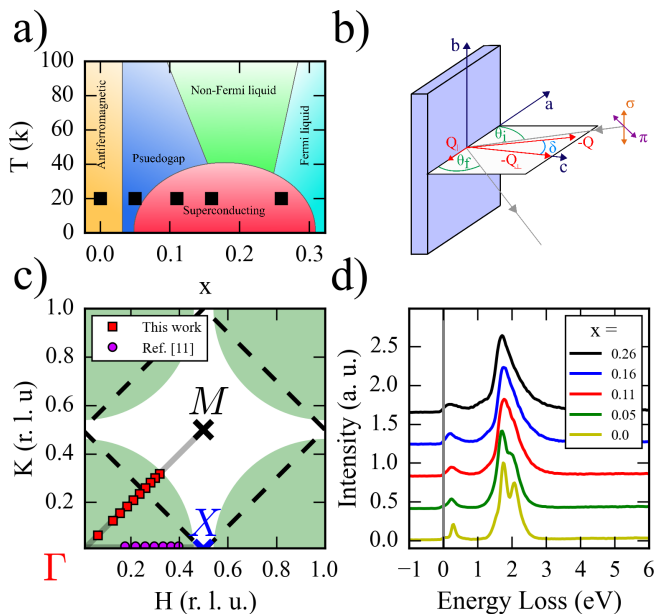 a)
T (k)
100
80
60
40
20
0
Antiferromagnetic
Psuedogap
Non-Fermi liquid
Fermi liquid
Superconducting
0.0 0.1 0.2 0.3
x
b)
b
a
c
θi
θf
Q∥
-Q⊥
-Q
δ
σ
π
c)
K (r. l. u)
1.0
0.8
0.6
0.4
0.2
This work
Ref. [11]
M
X
Γ
0.2 0.4 0.6 0.8 1.0
H (r. l. u.)
d)
Intensity (a. u.)
2.5
2.0
1.5
1.0
0.5
0.0
x =
0.26
0.16
0.11
0.05
0.0
−1 0 1 2 3 4 5 6
Energy Loss (eV)